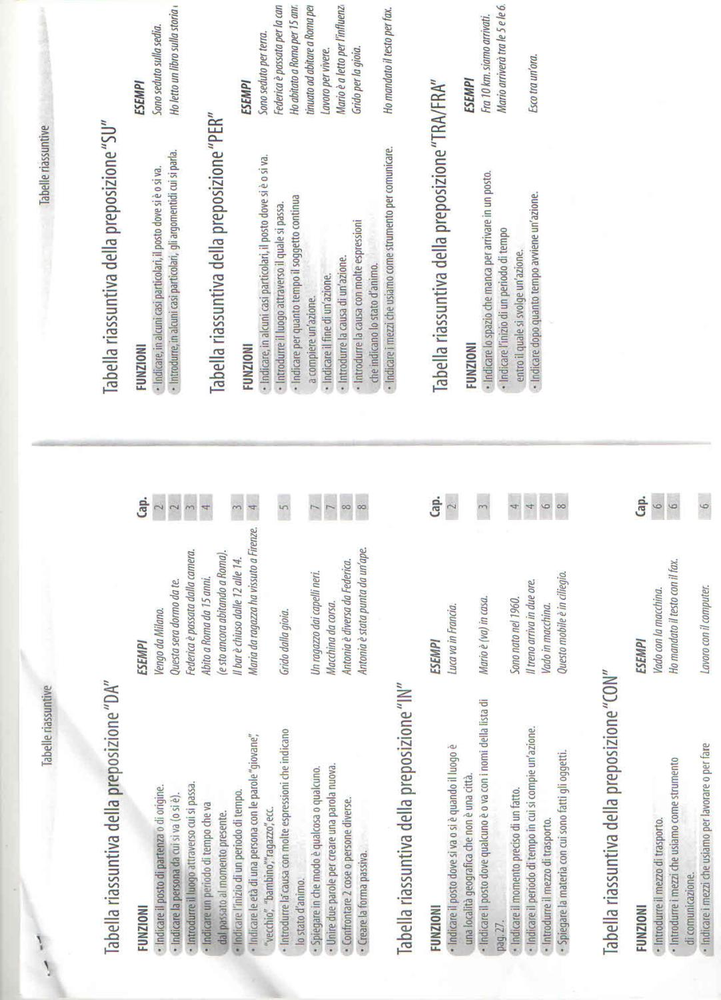 Tabelle riassuntive
Tabella riassuntiva della preposizione "DA"
FUNZIONI ESEMPI Cap.
• Indicare il posto di partenza o di origine. Vengo da Milano. 2
• Indicare la persona da cui si va (o si è). Questa sera dormo da te. 2
• Introdurre il luogo attraverso cui si passa. Federica è passata dalla camera. 3
• Indicare un periodo di tempo che va Abito a Roma da 15 anni. 4
dal passato al momento presente. (e sto ancora abitando a Roma).
• Indicare l'inizio di un periodo di tempo. Il bar è chiuso dalle 12 alle 14. 3
• Indicare le età di una persona con le parole "giovane", Maria da ragazza ha vissuto a Firenze. 4
"vecchio", "bambino","ragazzo",ecc.
• Introdurre la causa con molte espressioni che indicano Grido dalla gioia. 5
lo stato d'animo.
• Spiegare in che modo è qualcosa o qualcuno. Un ragazzo dai capelli neri. 7
• Unire due parole per creare una parola nuova. Macchina da corsa. 7
• Confrontare 2 cose o persone diverse. Antonia è diversa da Federica. 8
• Creare la forma passiva. Antonia è stata punta da un'ape. 8
Tabella riassuntiva della preposizione "IN"
FUNZIONI ESEMPI Cap.
• Indicare il posto dove si va o si è quando il luogo è Luca va in Francia. 2
una località geografica che non è una città.
• Indicare il posto dove qualcuno è o va con i nomi della lista di Mario è (va) in casa. 3
pag. 27.
• Indicare il momento preciso di un fatto. Sono nato nel 1960. 4
• Indicare il periodo di tempo in cui si compie un'azione. Il treno arriva in due ore. 4
• Introdurre il mezzo di trasporto. Vado in macchina. 6
• Spiegare la materia con cui sono fatti gli oggetti. Questo mobile è in ciliegio. 8
Tabella riassuntiva della preposizione "CON"
FUNZIONI ESEMPI Cap.
• Introdurre il mezzo di trasporto. Vado con la macchina. 6
• Introdurre i mezzi che usiamo come strumento Ho mandato il testo con il fax. 6
di comunicazione.
• Indicare i mezzi che usiamo per lavorare o per fare Lavoro con il computer. 6
Tabelle riassuntive
Tabella riassuntiva della preposizione "SU"
FUNZIONI ESEMPI
• Indicare, in alcuni casi particolari, il posto dove si è o si va. Sono seduto sulla sedia.
• Introdurre, in alcuni casi particolari, gli argomentidi cui si parla. Ho letto un libro sulla storia
Tabella riassuntiva della preposizione "PER"
FUNZIONI ESEMPI
• Indicare, in alcuni casi particolari, il posto dove si è o si va. Sono seduto per terra.
• Introdurre il luogo attraverso il quale si passa. Federica è passata per la cam
• Indicare per quanto tempo il soggetto continua Ho abitato a Roma per 15 ann
a compiere un'azione. tinuato ad abitare a Roma per
• Indicare il fine di un'azione. Lavoro per vivere.
• Introdurre la causa di un'azione. Mario è a letto per l'influenz
• Introdurre la causa con molte espressioni Grido per la gioia.
che indicano lo stato d'animo.
• Indicare i mezzi che usiamo come strumento per comunicare. Ho mandato il testo per fax.
Tabella riassuntiva della preposizione "TRA/FRA"
FUNZIONI ESEMPI
• Indicare lo spazio che manca per arrivare in un posto. Fra 10 km. siamo arrivati.
• Indicare l'inizio di un periodo di tempo Mario arriverà tra le 5 e le 6.
entro il quale si svolge un'azione.
• Indicare dopo quanto tempo avviene un'azione. Esco tra un'ora.